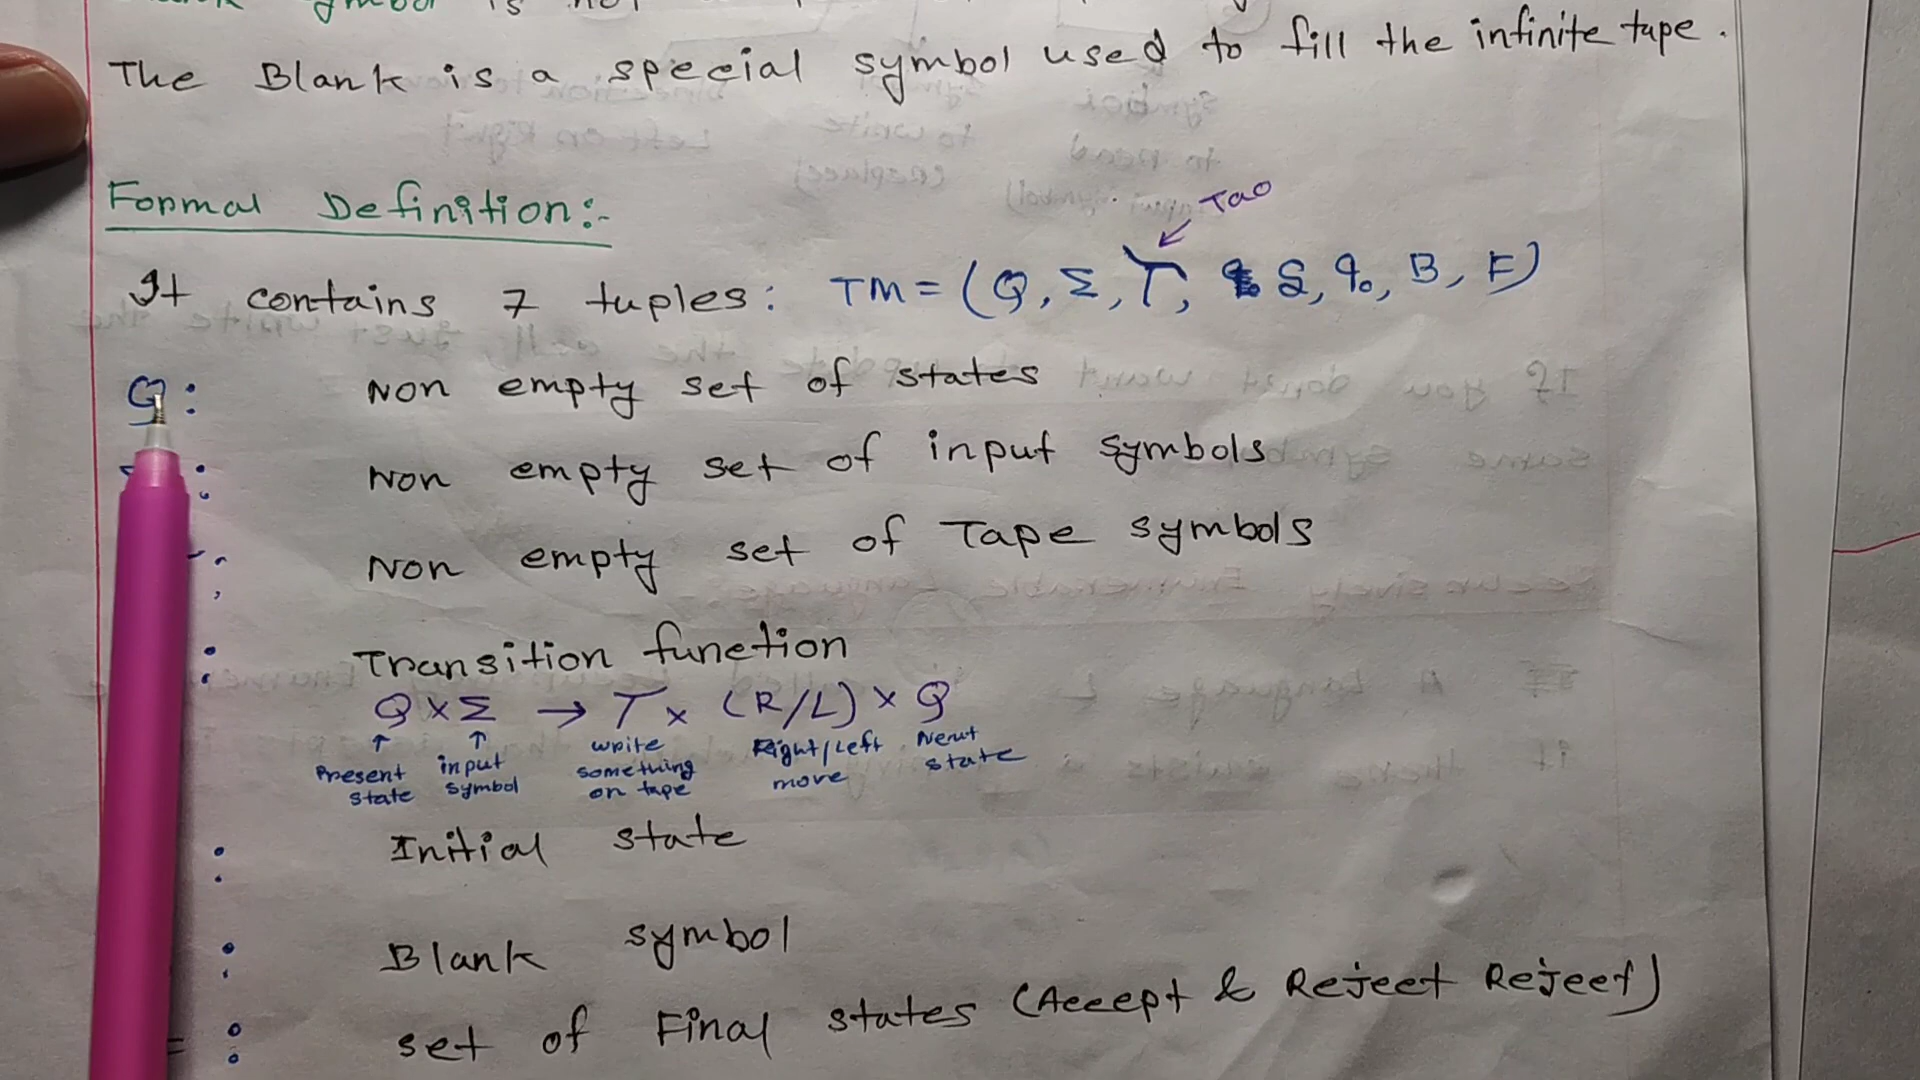 symbol is not
The Blank is a special symbol used to fill the infinite tape.
Formal Definition:-
Tao
It contains 7 tuples: TM = (Q, Σ, T, δ, q₀, B, F)
Q: Non empty set of states
: Non empty set of input symbols
: Non empty set of Tape symbols
: Transition function
Q × Σ → T × (R/L) × Q
↑ ↑ write Right/Left Next
Present input something move state
state symbol on tape
: Initial state
: Blank symbol
: set of Final states (Accept & Reject Reject)